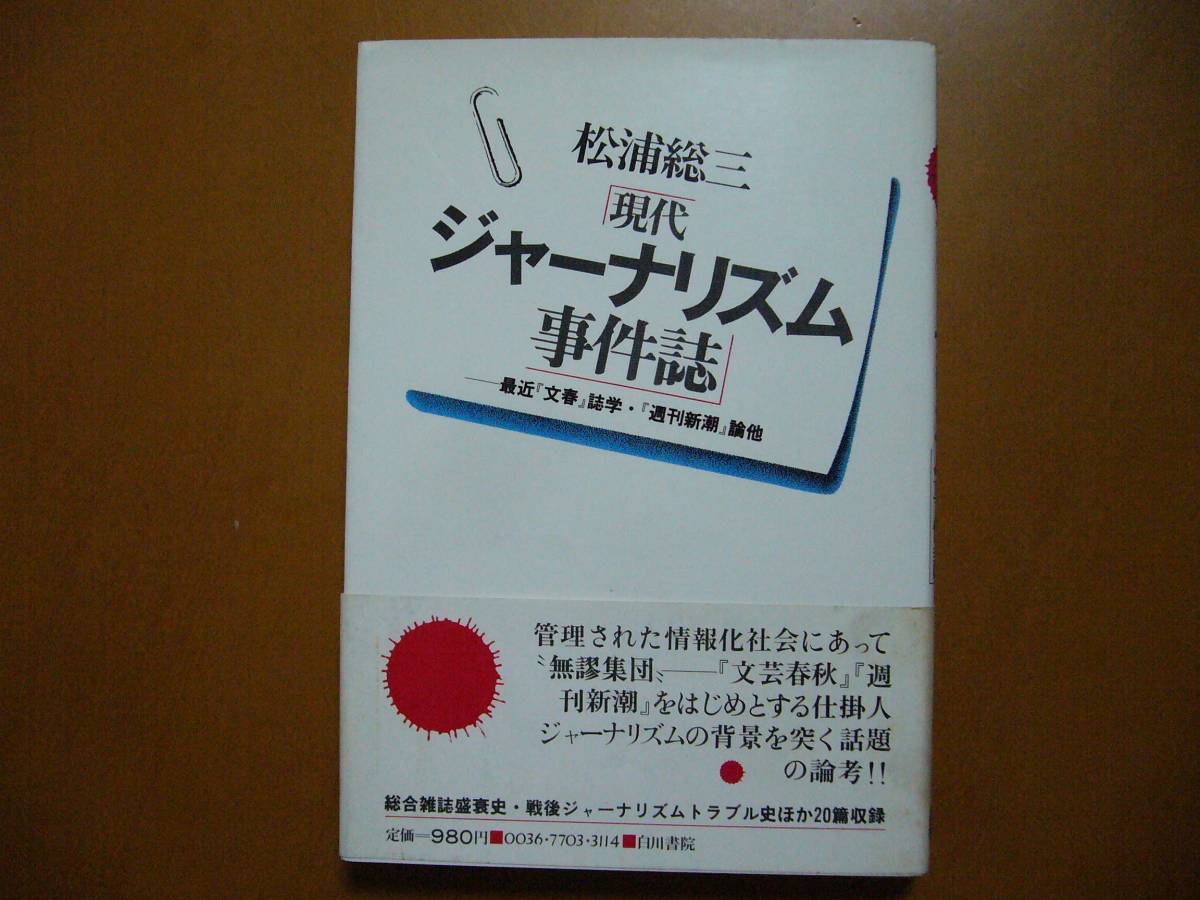 松浦総三
現代
ジャーナリズム
事件誌
──最近『文春』誌学・『週刊新潮』論他
管理された情報化社会にあって
〝無謬集団〟──『文芸春秋』『週
刊新潮』をはじめとする仕掛人
ジャーナリズムの背景を突く話題
の論考!!
総合雑誌盛衰史・戦後ジャーナリズムトラブル史ほか20篇収録
定価＝980円■0036・7703・3114■白川書院